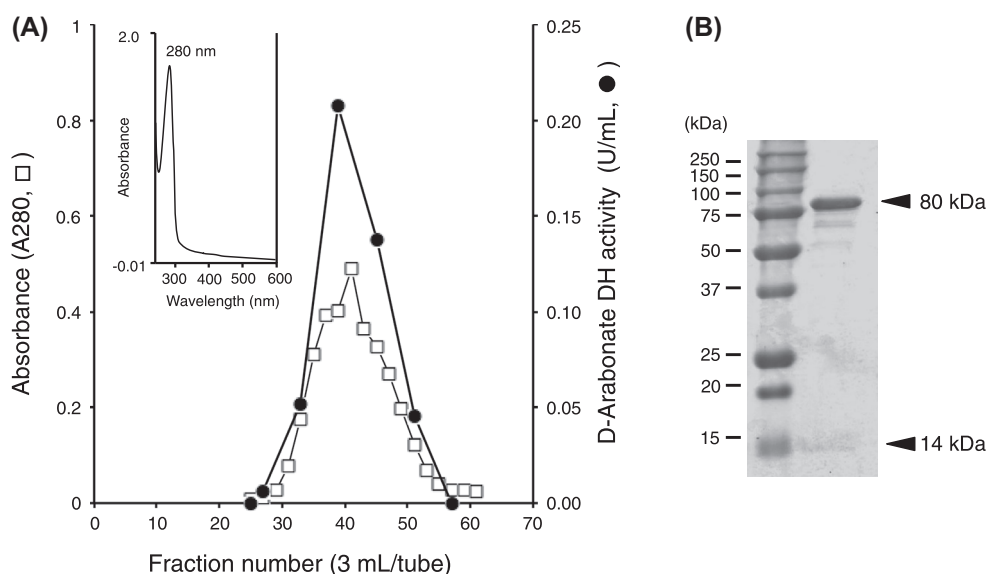 (A)
1
0.8
0.6
0.4
0.2
0
Absorbance (A280, □ )
0.25
0.20
0.15
0.10
0.05
0.00
D-Arabonate DH activity (U/mL, ● )
0 10 20 30 40 50 60 70
Fraction number (3 mL/tube)
2.0
280 nm
Absorbance
-0.01
300 400 500 600
Wavelength (nm)
(B)
(kDa)
250
150
100
75
50
37
25
20
15
80 kDa
14 kDa